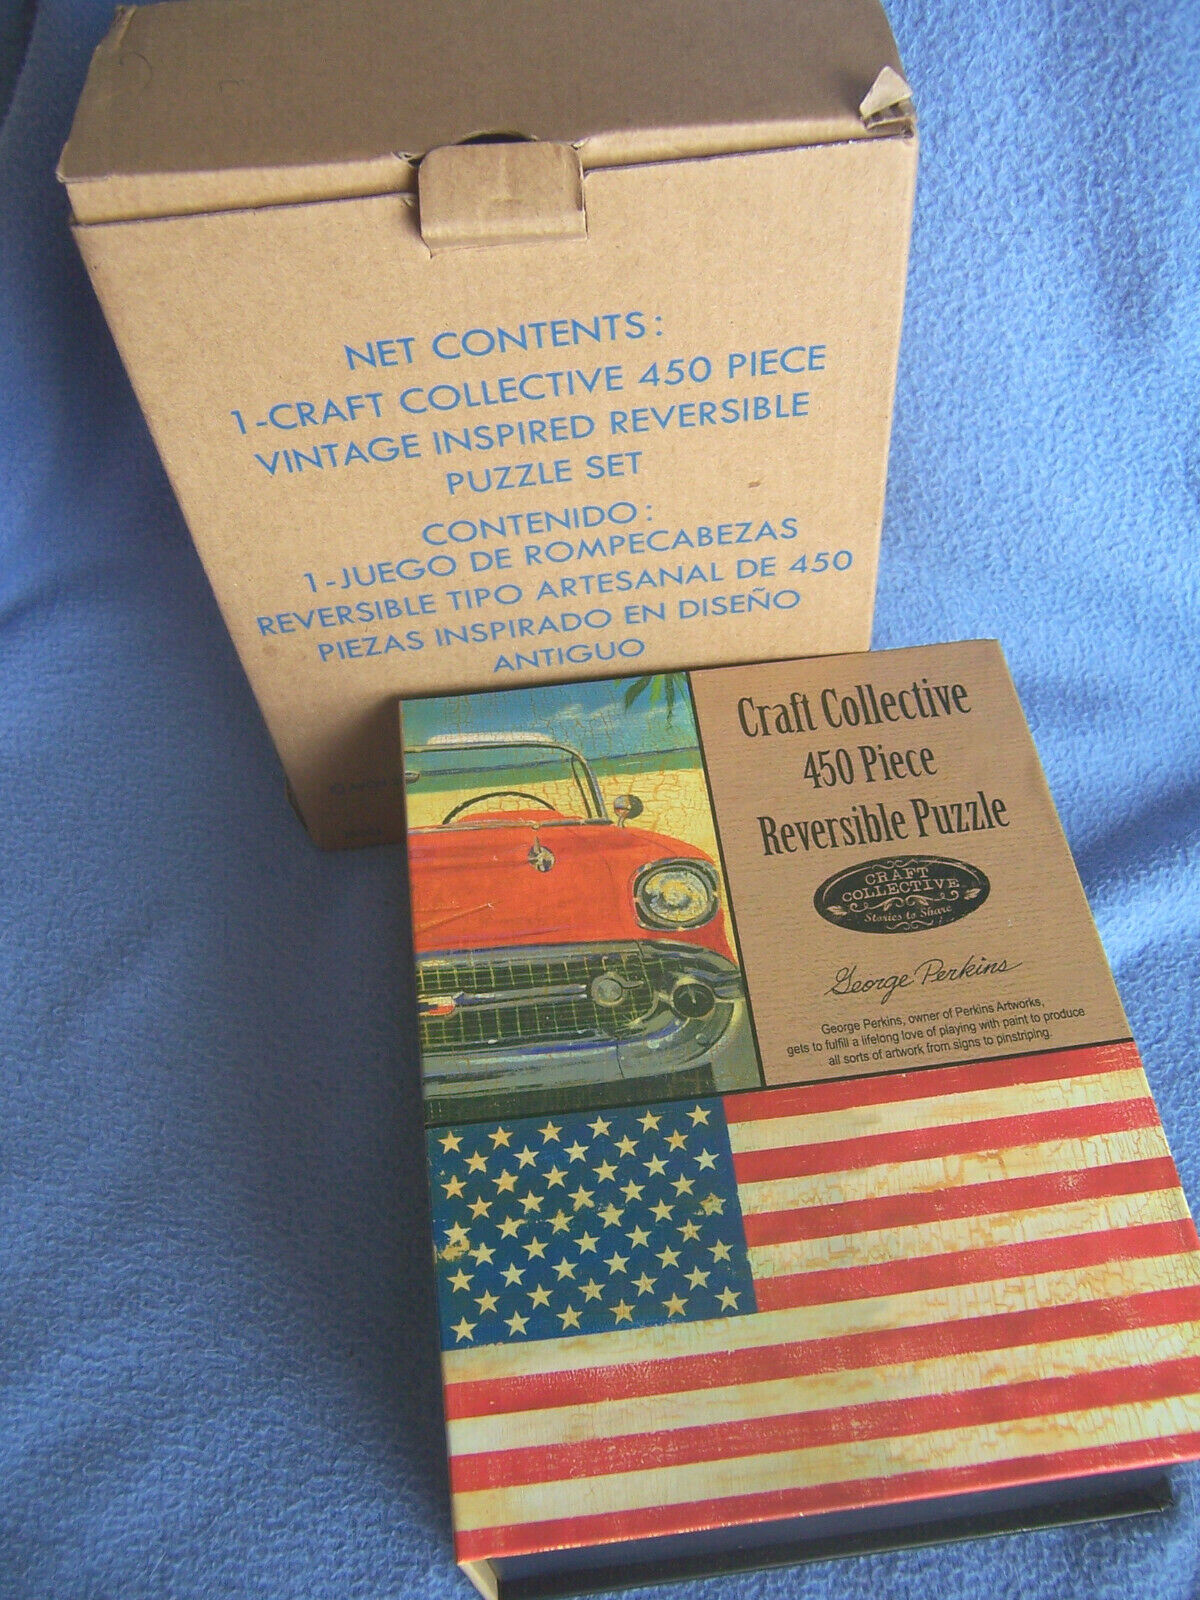 NET CONTENTS:
1-CRAFT COLLECTIVE 450 PIECE
VINTAGE INSPIRED REVERSIBLE
PUZZLE SET
CONTENIDO:
1-JUEGO DE ROMPECABEZAS
REVERSIBLE TIPO ARTESANAL DE 450
PIEZAS INSPIRADO EN DISEÑO
ANTIGUO
Craft Collective
450 Piece
Reversible Puzzle
CRAFT
COLLECTIVE
Stories to Share
George Perkins
George Perkins, owner of Perkins Artworks,
gets to fulfill a lifelong love of playing with paint to produce
all sorts of artwork from signs to pinstriping.